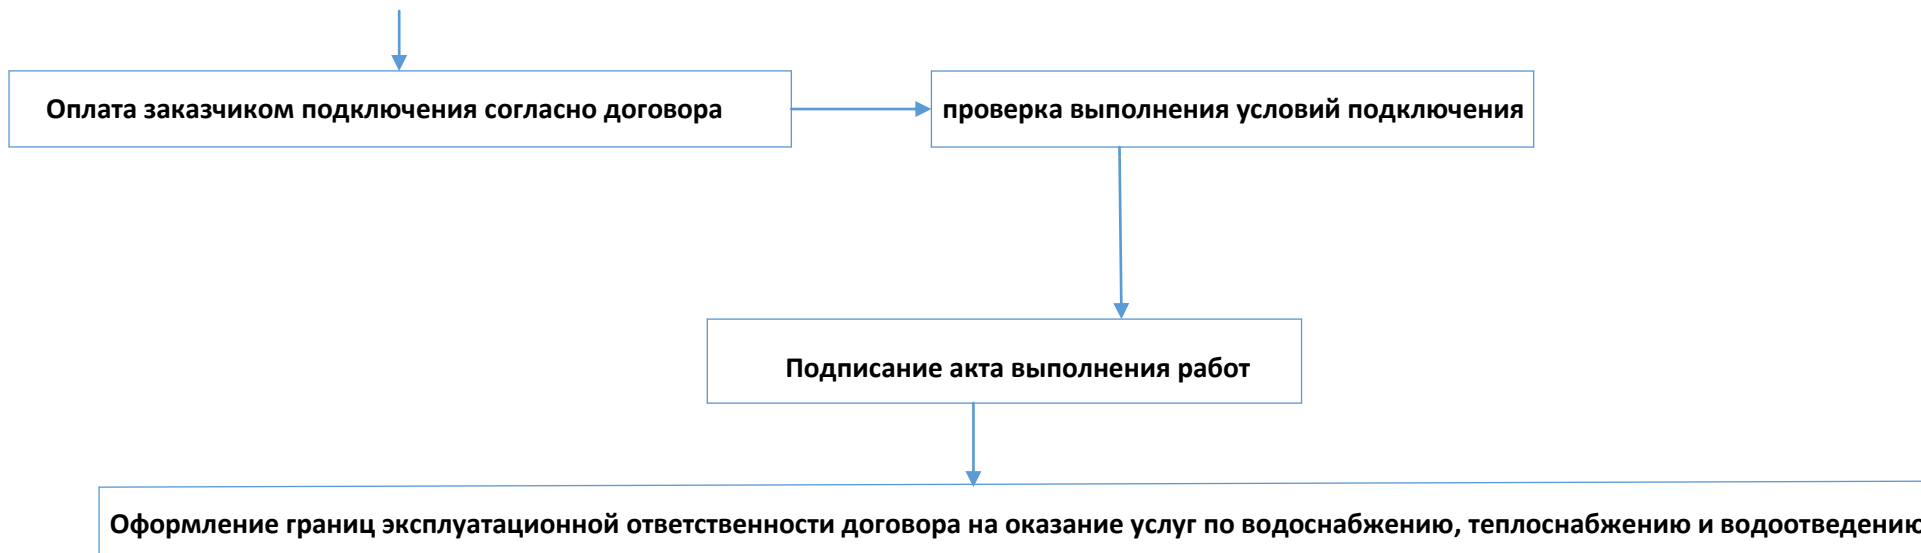 Оплата заказчиком подключения согласно договора
проверка выполнения условий подключения
Подписание акта выполнения работ
Оформление границ эксплуатационной ответственности договора на оказание услуг по водоснабжению, теплоснабжению и водоотведению